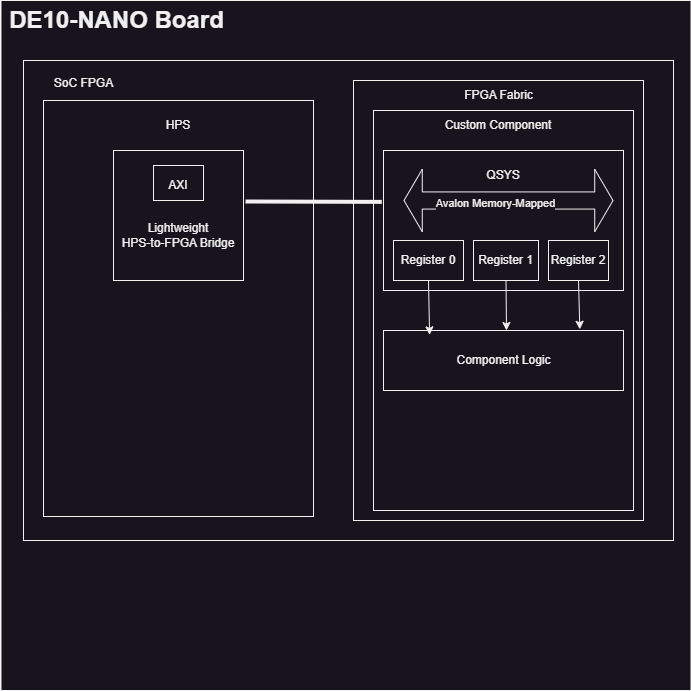 DE10-NANO Board
SoC FPGA
HPS
AXI
Lightweight
HPS-to-FPGA Bridge
FPGA Fabric
Custom Component
QSYS
Avalon Memory-Mapped
Register 0
Register 1
Register 2
Component Logic